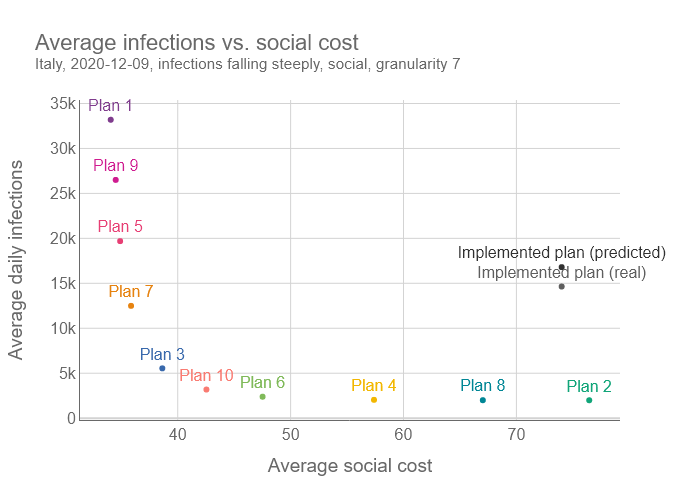 Average infections vs. social cost
Italy, 2020-12-09, infections falling steeply, social, granularity 7
Average daily infections
35k
30k
25k
20k
15k
10k
5k
0
Plan 1
Plan 9
Plan 5
Implemented plan (predicted)
Implemented plan (real)
Plan 7
Plan 3
Plan 10
Plan 6
Plan 4
Plan 8
Plan 2
40
50
60
70
Average social cost